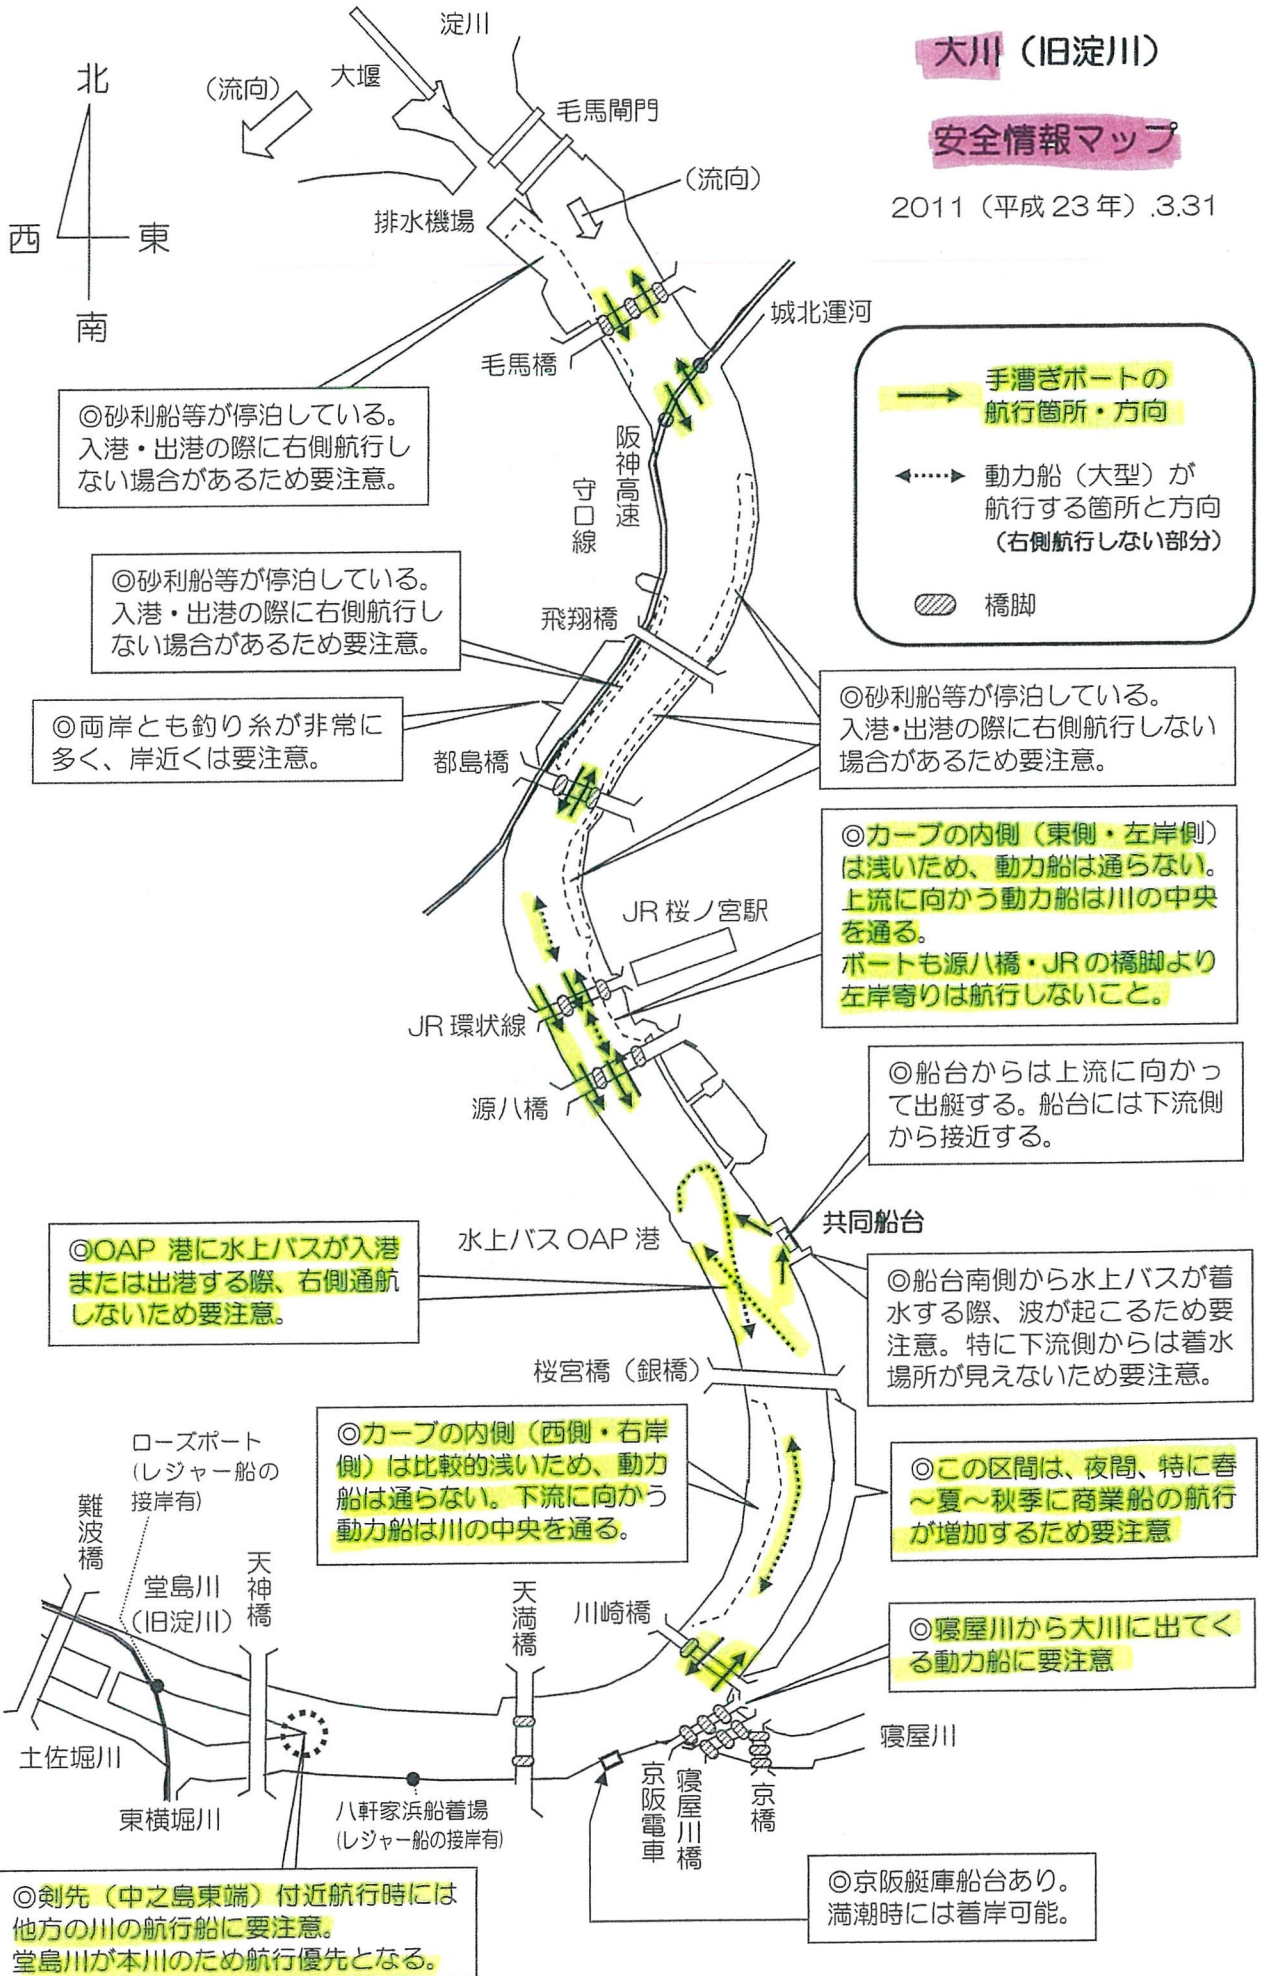 大川（旧淀川）
安全情報マップ
2011（平成23年）.3.31
北
西
東
南
（流向）
大堰
淀川
毛馬閘門
（流向）
排水機場
城北運河
毛馬橋
手漕ぎボートの
航行箇所・方向
動力船（大型）が
航行する箇所と方向
（右側航行しない部分）
橋脚
◎砂利船等が停泊している。
入港・出港の際に右側航行し
ない場合があるため要注意。
阪神高速
守口線
◎砂利船等が停泊している。
入港・出港の際に右側航行し
ない場合があるため要注意。
飛翔橋
◎両岸とも釣り糸が非常に
多く、岸近くは要注意。
◎砂利船等が停泊している。
入港・出港の際に右側航行しない
場合があるため要注意。
都島橋
◎カーブの内側（東側・左岸側）
は浅いため、動力船は通らない。
上流に向かう動力船は川の中央
を通る。
ボートも源八橋・JRの橋脚より
左岸寄りは航行しないこと。
JR桜ノ宮駅
JR環状線
源八橋
◎船台からは上流に向かっ
て出艇する。船台には下流側
から接近する。
共同船台
水上バスOAP港
◎OAP 港に水上バスが入港
または出港する際、右側通航
しないため要注意。
◎船台南側から水上バスが着
水する際、波が起こるため要
注意。特に下流側からは着水
場所が見えないため要注意。
桜宮橋（銀橋）
◎カーブの内側（西側・右岸
側）は比較的浅いため、動力
船は通らない。下流に向かう
動力船は川の中央を通る。
◎この区間は、夜間、特に春
～夏～秋季に商業船の航行
が増加するため要注意
ローズポート
（レジャー船の
接岸有）
難波橋
堂島川
（旧淀川）
天神橋
天満橋
川崎橋
◎寝屋川から大川に出てく
る動力船に要注意
寝屋川
土佐堀川
東横堀川
八軒家浜船着場
（レジャー船の接岸有）
京阪電車
寝屋川橋
京橋
◎剣先（中之島東端）付近航行時には
他方の川の航行船に要注意。
堂島川が本川のため航行優先となる。
◎京阪艇庫船台あり。
満潮時には着岸可能。